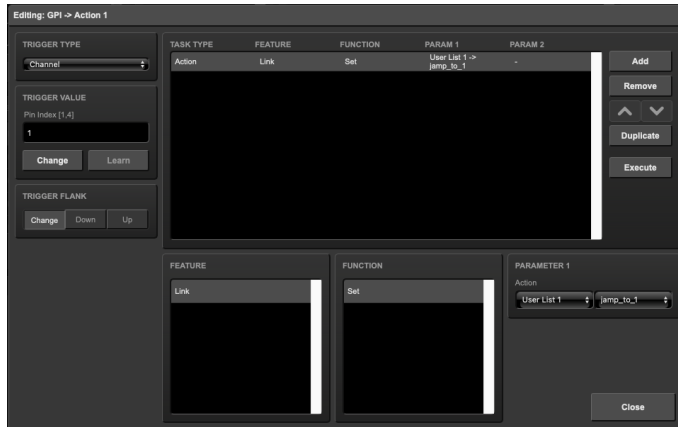 Editing: GPI -> Action 1
TRIGGER TYPE
Channel
TRIGGER VALUE
Pin Index [1,4]
1
Change Learn
TRIGGER FLANK
Change Down Up
TASK TYPE FEATURE FUNCTION PARAM 1 PARAM 2
Action Link Set User List 1 -> -
jamp_to_1
Add
Remove
Duplicate
Execute
FEATURE
Link
FUNCTION
Set
PARAMETER 1
Action
User List 1 jamp_to_1
Close